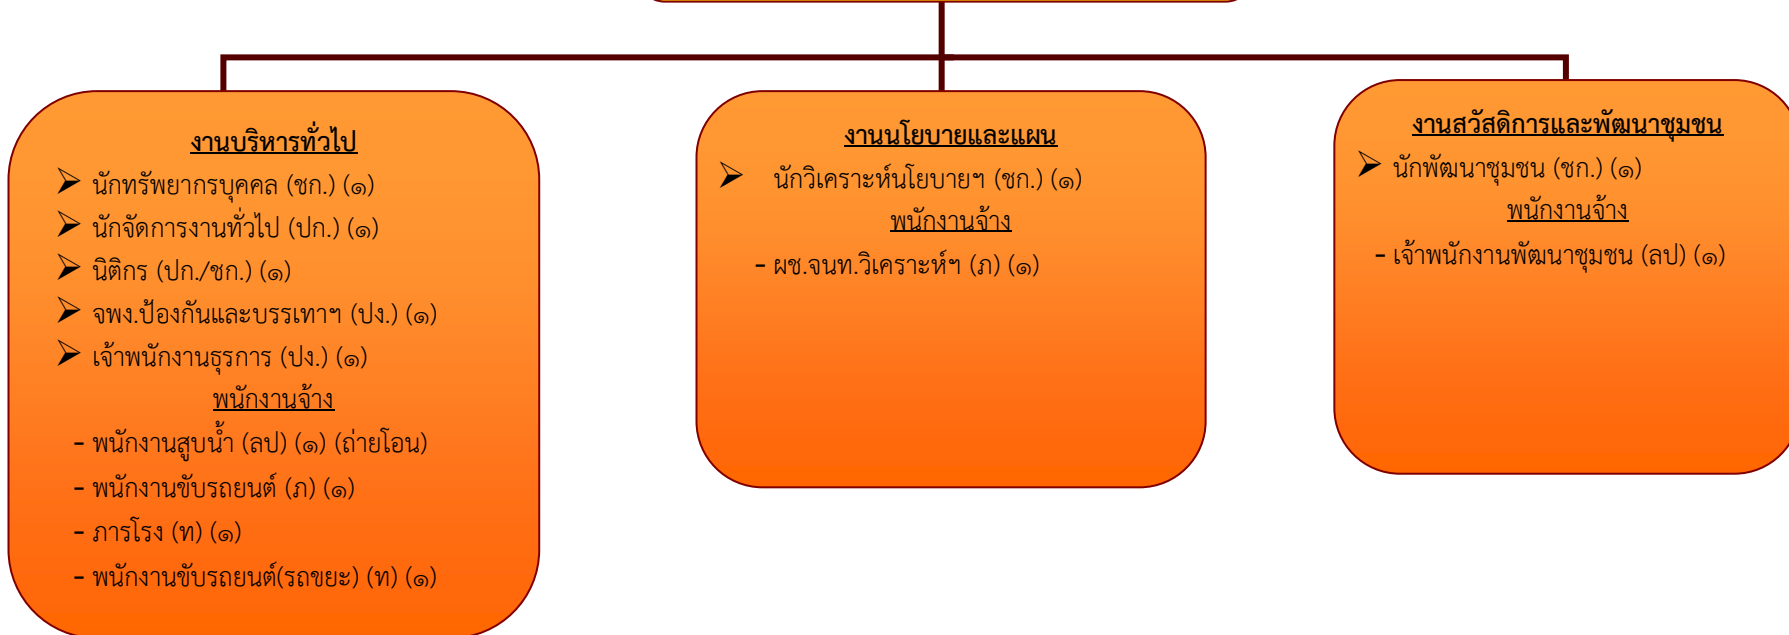 งานบริหารทั่วไป
➢ นักทรัพยากรบุคคล (ชก.) (๑)
➢ นักจัดการงานทั่วไป (ปก.) (๑)
➢ นิติกร (ปก./ชก.) (๑)
➢ จพง.ป้องกันและบรรเทาฯ (ปง.) (๑)
➢ เจ้าพนักงานธุรการ (ปง.) (๑)
พนักงานจ้าง
- พนักงานสูบน้ำ (ลป) (๑) (ถ่ายโอน)
- พนักงานขับรถยนต์ (ภ) (๑)
- ภารโรง (ท) (๑)
- พนักงานขับรถยนต์(รถขยะ) (ท) (๑)
งานนโยบายและแผน
➢ นักวิเคราะห์นโยบายฯ (ชก.) (๑)
พนักงานจ้าง
- ผช.จนท.วิเคราะห์ฯ (ภ) (๑)
งานสวัสดิการและพัฒนาชุมชน
➢ นักพัฒนาชุมชน (ชก.) (๑)
พนักงานจ้าง
- เจ้าพนักงานพัฒนาชุมชน (ลป) (๑)